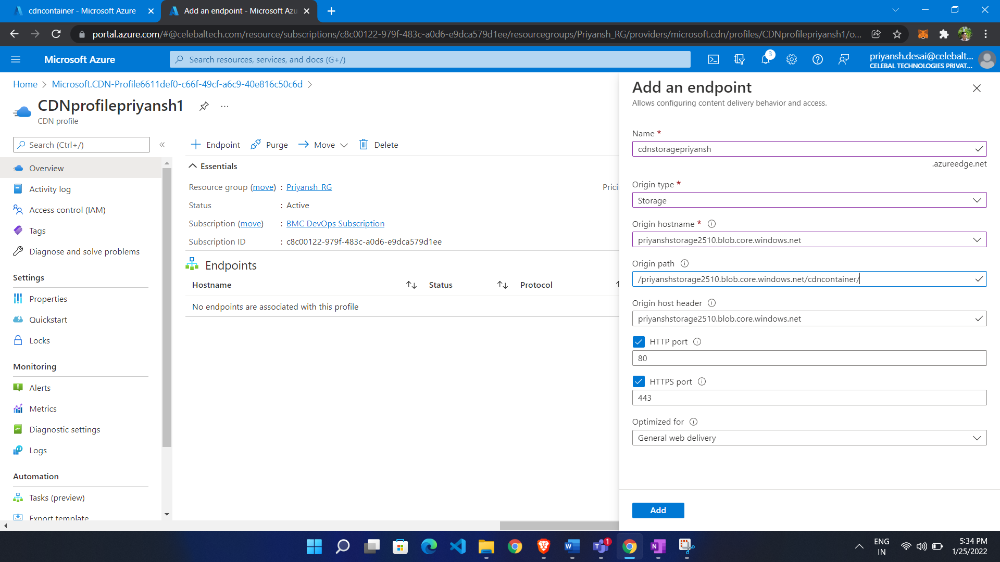 cdncontainer - Microsoft Azure
Add an endpoint - Microsoft Azu
portal.azure.com/#@celebaltech.com/resource/subscriptions/c8c00122-979f-483c-a0d6-e9dca579d1ee/resourcegroups/Priyansh_RG/providers/microsoft.cdn/profiles/CDNprofilepriyansh1/o...
Microsoft Azure
Search resources, services, and docs (G+/)
3
priyansh.desai@celebalt...
CELEBAL TECHNOLOGIES PRIVAT...
Home > Microsoft.CDN-Profile6611def0-c66f-49cf-a6c9-40e816c50c6d >
CDNprofilepriyansh1
...
CDN profile
Search (Ctrl+/)
«
Overview
Activity log
Access control (IAM)
Tags
Diagnose and solve problems
Settings
Properties
Quickstart
Locks
Monitoring
Alerts
Metrics
Diagnostic settings
Logs
Automation
Tasks (preview)
Export template
Endpoint
Purge
Move
Delete
Essentials
Resource group (move) : Priyansh_RG
Prici
Status : Active
Subscription (move) : BMC DevOps Subscription
Subscription ID : c8c00122-979f-483c-a0d6-e9dca579d1ee
Endpoints
Hostname Status Protocol
No endpoints are associated with this profile
Add an endpoint
Allows configuring content delivery behavior and access.
Name *
cdnstoragepriyansh
.azureedge.net
Origin type *
Storage
Origin hostname *
priyanshstorage2510.blob.core.windows.net
Origin path
/priyanshstorage2510.blob.core.windows.net/cdncontainer/
Origin host header
priyanshstorage2510.blob.core.windows.net
HTTP port
80
HTTPS port
443
Optimized for
General web delivery
Add
1
ENG
IN
5:34 PM
1/25/2022